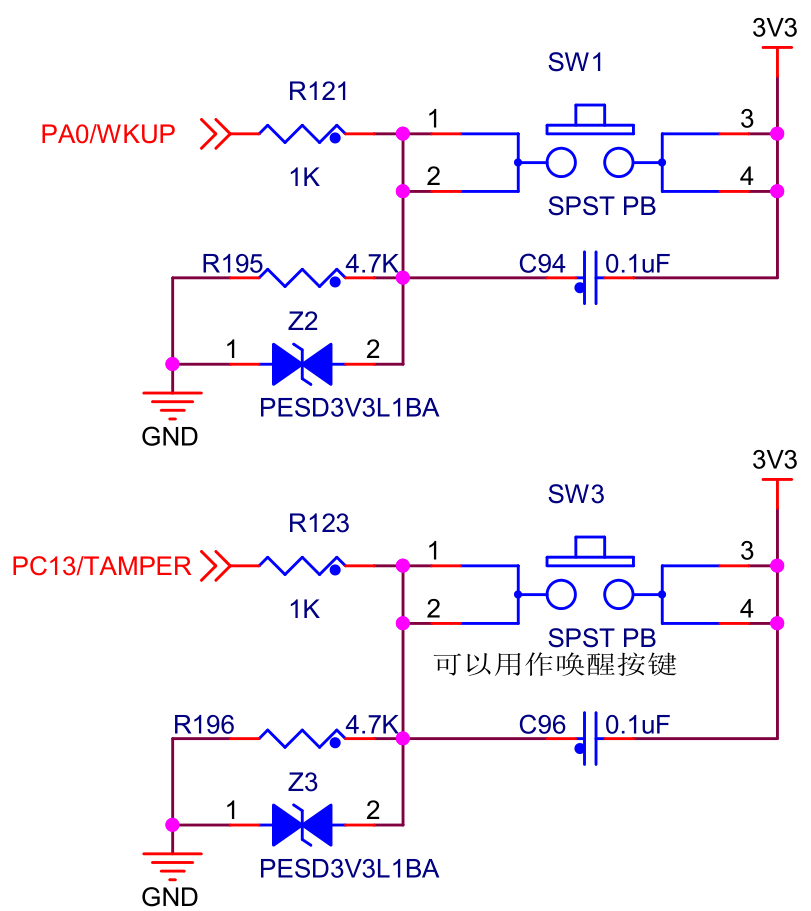 3V3
SW1
R121
PA0/WKUP
1
3
1K
2
4
SPST PB
R195
4.7K
C94
0.1uF
Z2
1
2
PESD3V3L1BA
GND
3V3
SW3
R123
PC13/TAMPER
1
3
1K
2
4
SPST PB
可以用作唤醒按键
R196
4.7K
C96
0.1uF
Z3
1
2
PESD3V3L1BA
GND